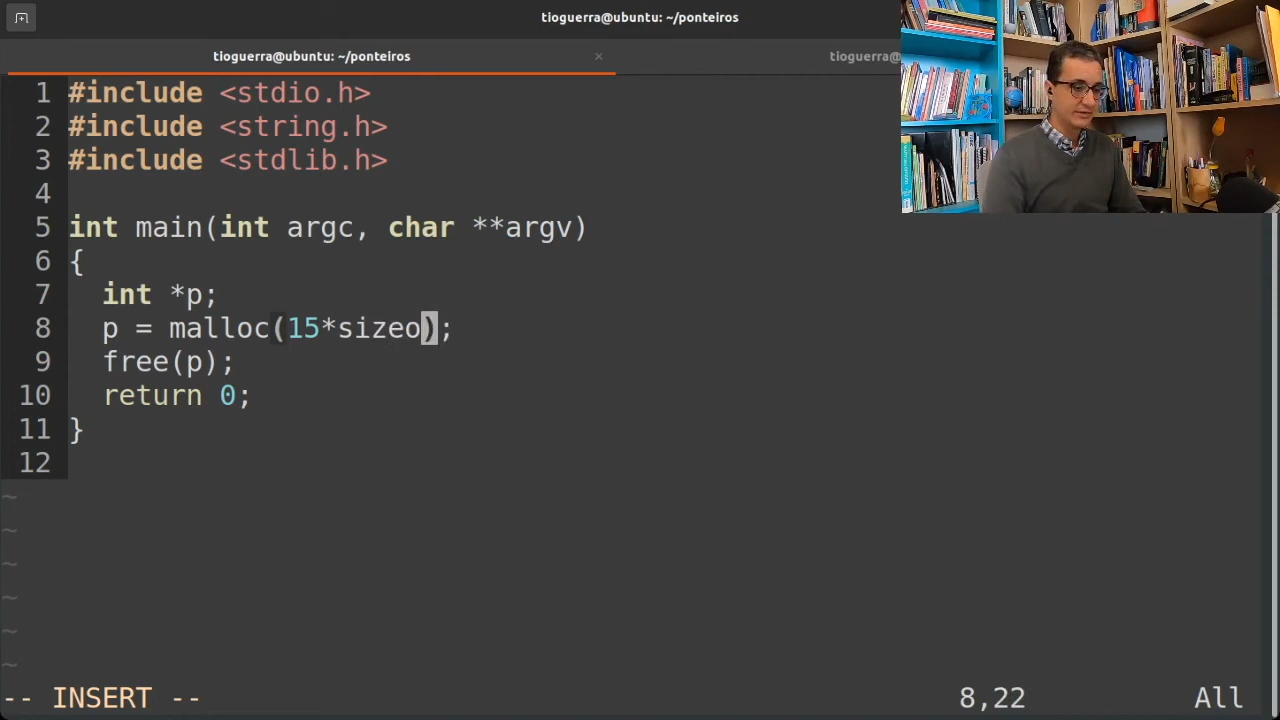 tioguerra@ubuntu: ~/ponteiros
tioguerra@ubuntu: ~/ponteiros × tioguerra@
1 #include <stdio.h>
2 #include <string.h>
3 #include <stdlib.h>
4
5 int main(int argc, char **argv)
6 {
7 int *p;
8 p = malloc(15*sizeo);
9 free(p);
10 return 0;
11 }
12
~
~
~
~
~
~
-- INSERT -- 8,22 All